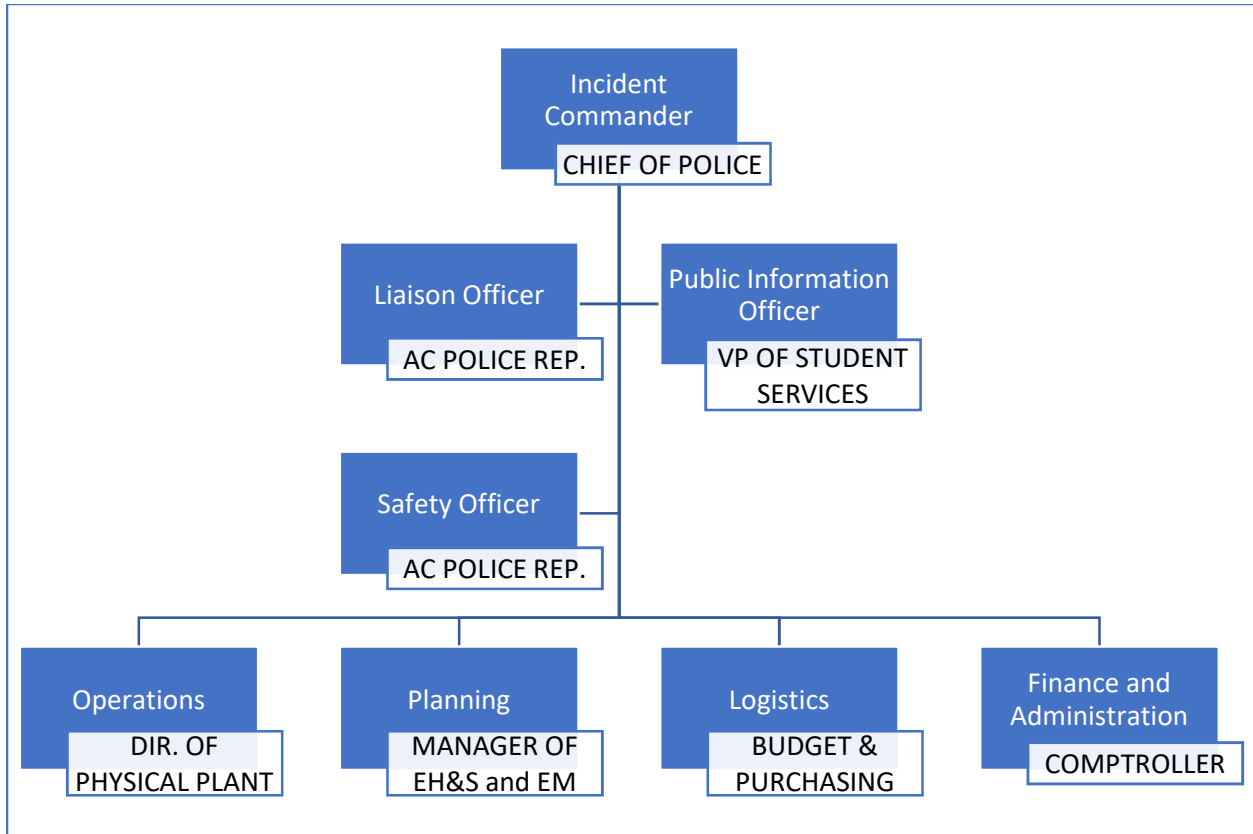 Incident
Commander
CHIEF OF POLICE
Liaison Officer
AC POLICE REP.
Public Information
Officer
VP OF STUDENT
SERVICES
Safety Officer
AC POLICE REP.
Operations
DIR. OF
PHYSICAL PLANT
Planning
MANAGER OF
EH&S and EM
Logistics
BUDGET &
PURCHASING
Finance and
Administration
COMPTROLLER